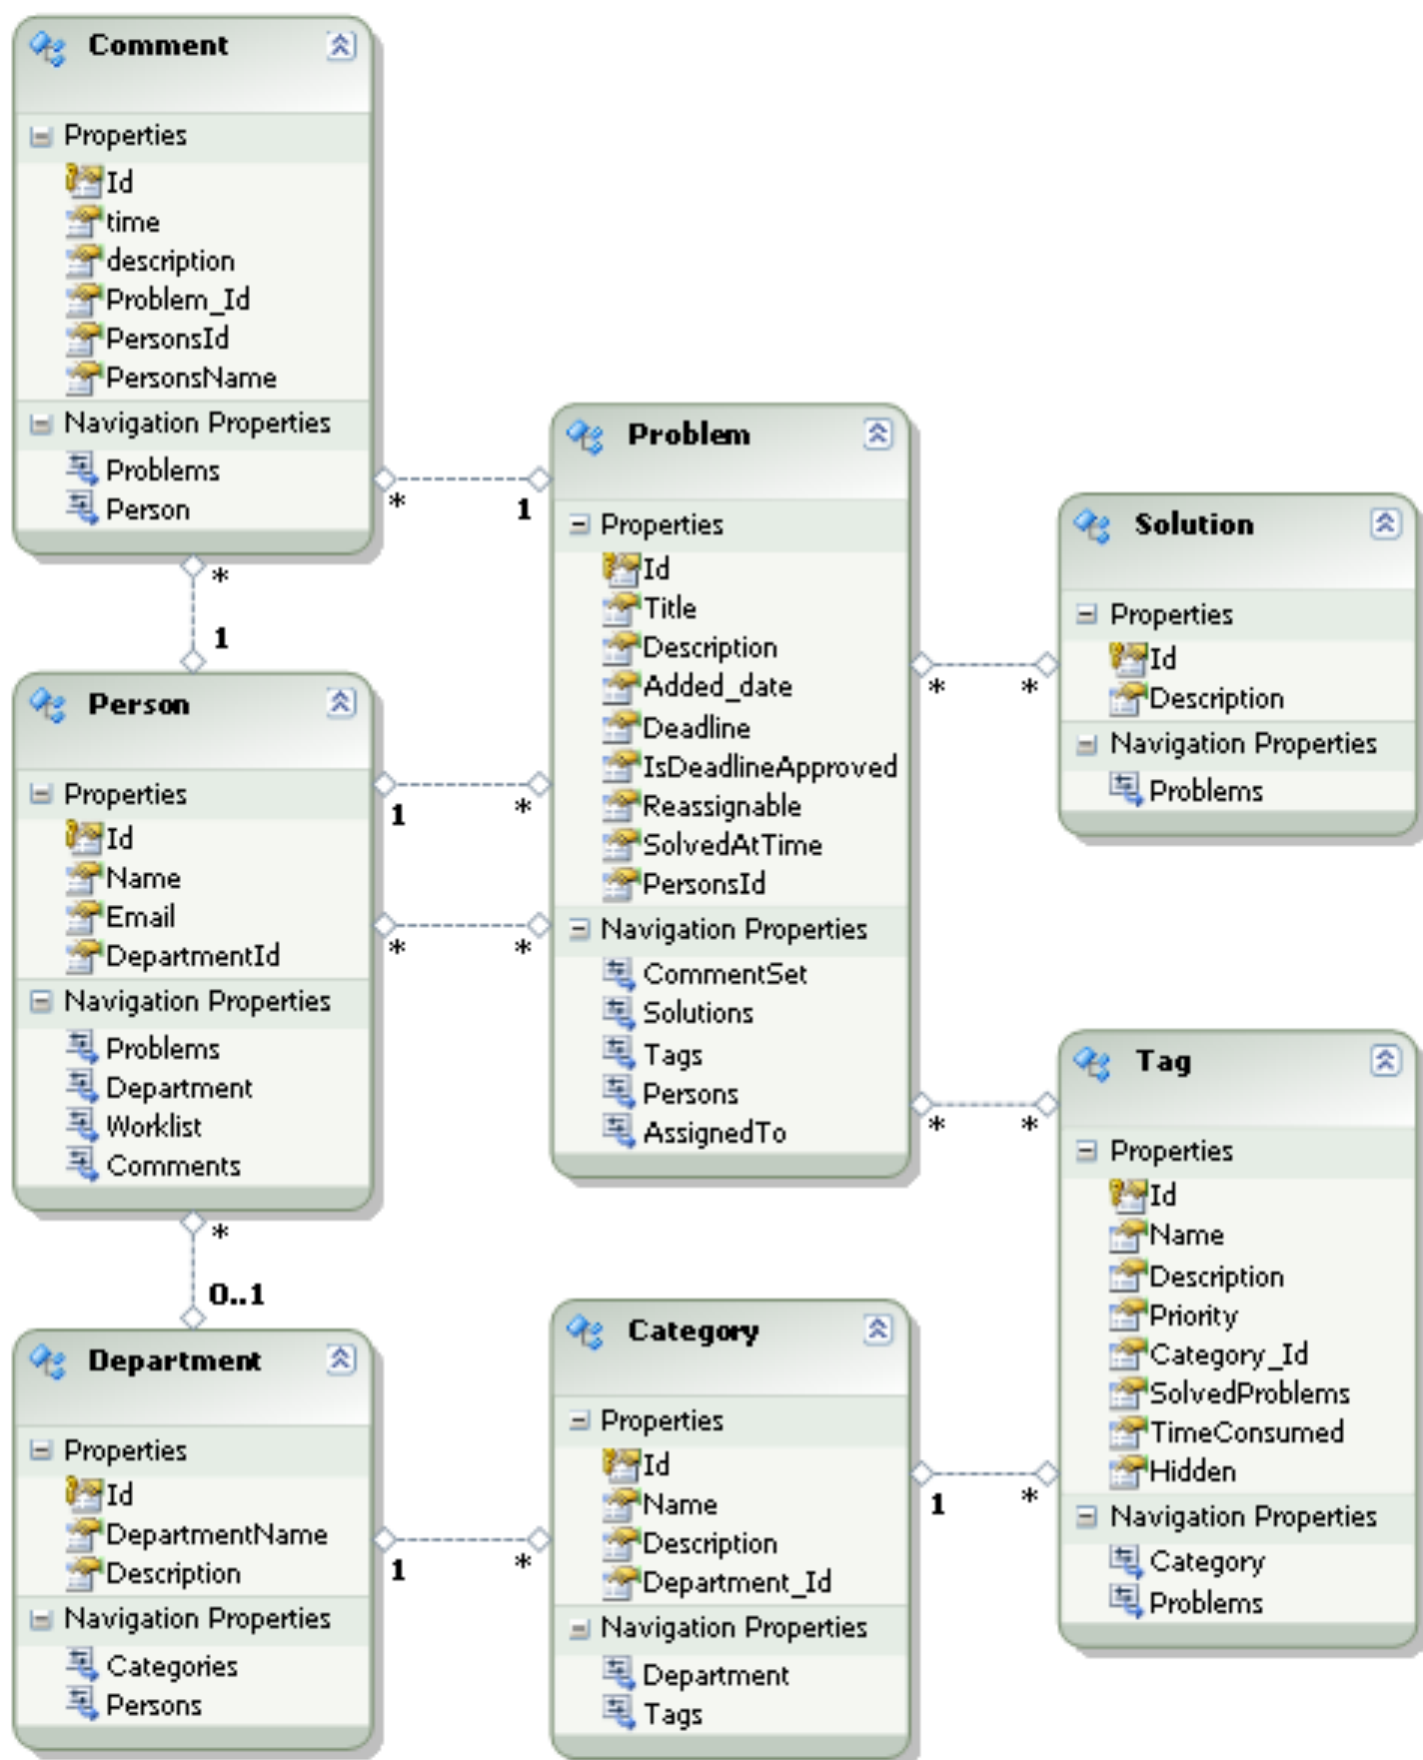 Comment
Properties
Id
time
description
Problem_Id
PersonsId
PersonsName
Navigation Properties
Problems
Person
* 1
*
1
Person
Properties
Id
Name
Email
DepartmentId
Navigation Properties
Problems
Department
Worklist
Comments
1 *
* *
*
0..1
Department
Properties
Id
DepartmentName
Description
Navigation Properties
Categories
Persons
1 *
Problem
Properties
Id
Title
Description
Added_date
Deadline
IsDeadlineApproved
Reassignable
SolvedAtTime
PersonsId
Navigation Properties
CommentSet
Solutions
Tags
Persons
AssignedTo
* *
* *
Category
Properties
Id
Name
Description
Department_Id
Navigation Properties
Department
Tags
1 *
Solution
Properties
Id
Description
Navigation Properties
Problems
Tag
Properties
Id
Name
Description
Priority
Category_Id
SolvedProblems
TimeConsumed
Hidden
Navigation Properties
Category
Problems